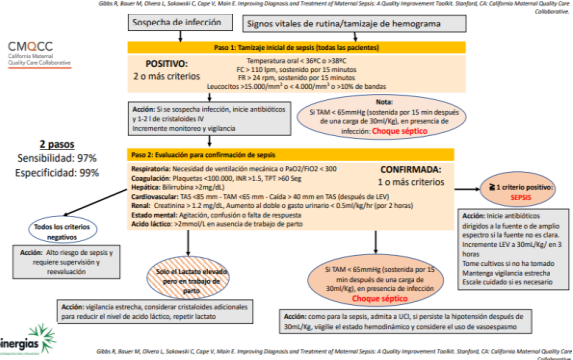 Gibbs R, Bauer M, Olvera L, Sakowski C, Cape V, Main E. Improving Diagnosis and Treatment of Maternal Sepsis: A Quality Improvement Toolkit. Stanford, CA: California Maternal Quality Care
Collaborative.
Sospecha de infección
Signos vitales de rutina/tamizaje de hemograma
CMQCC
California Maternal
Quality Care Collaborative
Paso 1: Tamizaje inicial de sepsis (todas las pacientes)
POSITIVO:
2 o más criterios
Temperatura oral < 36ºC o >38ºC
FC > 110 lpm, sostenido por 15 minutos
FR > 24 rpm, sostenido por 15 minutos
Leucocitos >15.000/mm³ o < 4.000/mm³ o >10% de bandas
Acción: Si se sospecha infección, inicie antibióticos
y 1-2 l de cristaloides IV
Incremente monitoreo y vigilancia
Nota:
Si TAM < 65mmHg (sostenida por 15 min después
de una carga de 30ml/Kg), en presencia de
infección: Choque séptico
2 pasos
Sensibilidad: 97%
Especificidad: 99%
Paso 2: Evaluación para confirmación de sepsis
Respiratoria: Necesidad de ventilación mecánica o PaO2/FiO2 < 300
Coagulación: Plaquetas <100.000, INR >1.5, TPT >60 Seg
Hepática: Bilirrubina >2mg/dL)
Cardiovascular: TAS <85 mm - TAM <65 mm - Caída > 40 mm en TAS (después de LEV)
Renal: Creatinina > 1.2 mg/dL, Aumento al doble o gasto urinario < 0.5ml/kg/hr (por 2 horas)
Estado mental: Agitación, confusión o falta de respuesta
Acido láctico: >2mmo/l en ausencia de trabajo de parto
CONFIRMADA:
1 o más criterios
≧ 1 criterio positivo:
SEPSIS
Todos los criterios
negativos
Acción: Alto riesgo de sepsis y
requiere supervisión y
reevaluación
Solo el Lactato elevado
pero en trabajo de
parto
Si TAM < 65mmHg (sostenida por 15
min después de una carga de
30ml/Kg), en presencia de infección
Choque séptico
Acción: Inicie antibióticos
dirigidos a la fuente o de amplio
espectro si la fuente no es clara.
Incremente LEV a 30mL/Kg/ en 3
horas
Tome cultivos si no ha tomado
Mantenga vigilancia estrecha
Escale cuidado si es necesario
Acción: vigilancia estrecha, considerar cristaloides adicionales
para reducir el nivel de acido láctico, repetir lactato
Acción: como para la sepsis, admita a UCI, si persiste la hipotensión después de
30mL/Kg, viigilie el estado hemodinámico y considere el uso de vasoespasmo
inergias
Gibbs R, Bauer M, Olvera L, Sakowski C, Cape V, Main E. Improving Diagnosis and Treatment of Maternal Sepsis: A Quality Improvement Toolkit. Stanford, CA: California Maternal Quality Care
Collaborative.